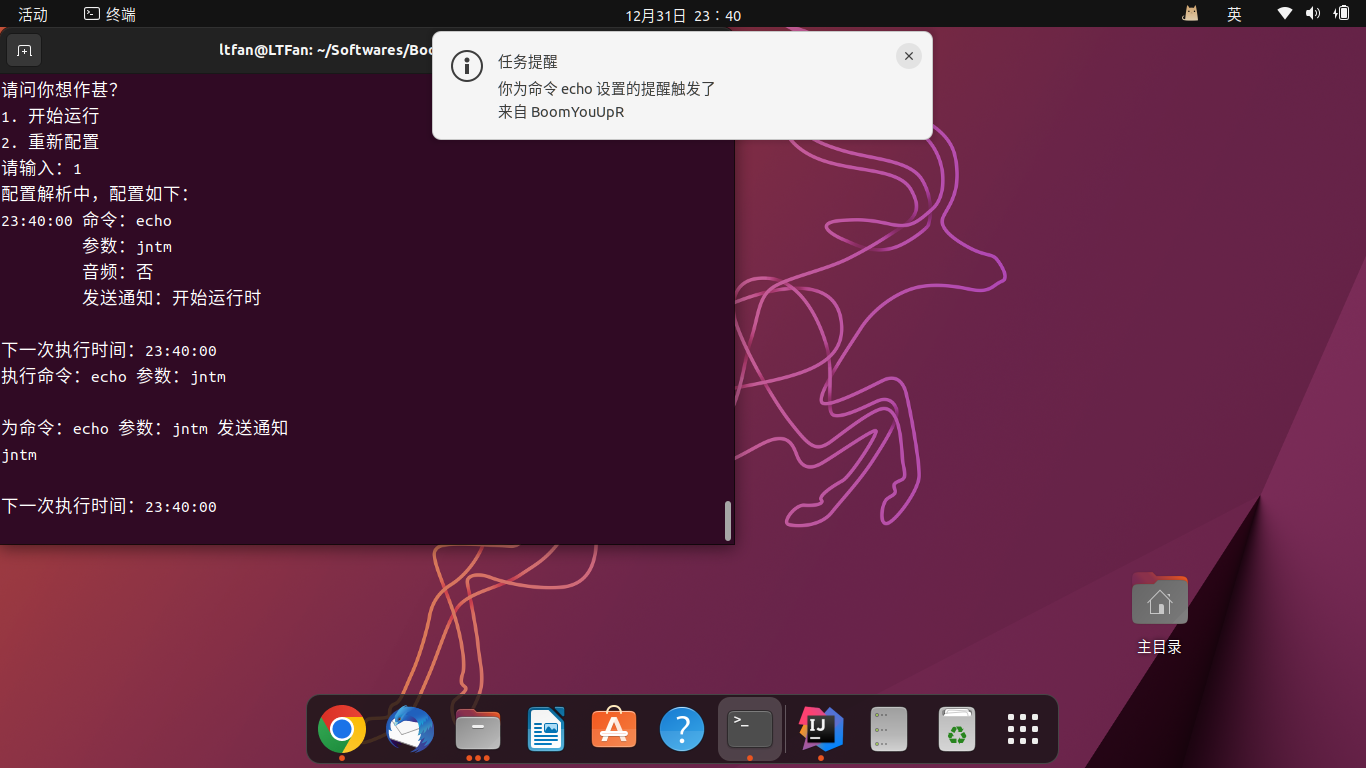 活动 终端 12月31日 23：40 英
ltfan@LTFan: ~/Softwares/Boo
任务提醒
你为命令 echo 设置的提醒触发了
来自 BoomYouUpR
请问你想作甚？
1. 开始运行
2. 重新配置
请输入：1
配置解析中，配置如下：
23:40:00 命令：echo
参数：jntm
音频：否
发送通知：开始运行时
下一次执行时间：23:40:00
执行命令：echo 参数：jntm
为命令：echo 参数：jntm 发送通知
jntm
下一次执行时间：23:40:00
主目录
>_
IJ